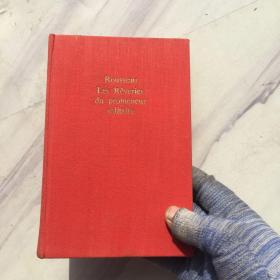 Rousseau
Les Rêveries
du promeneur
solitaire